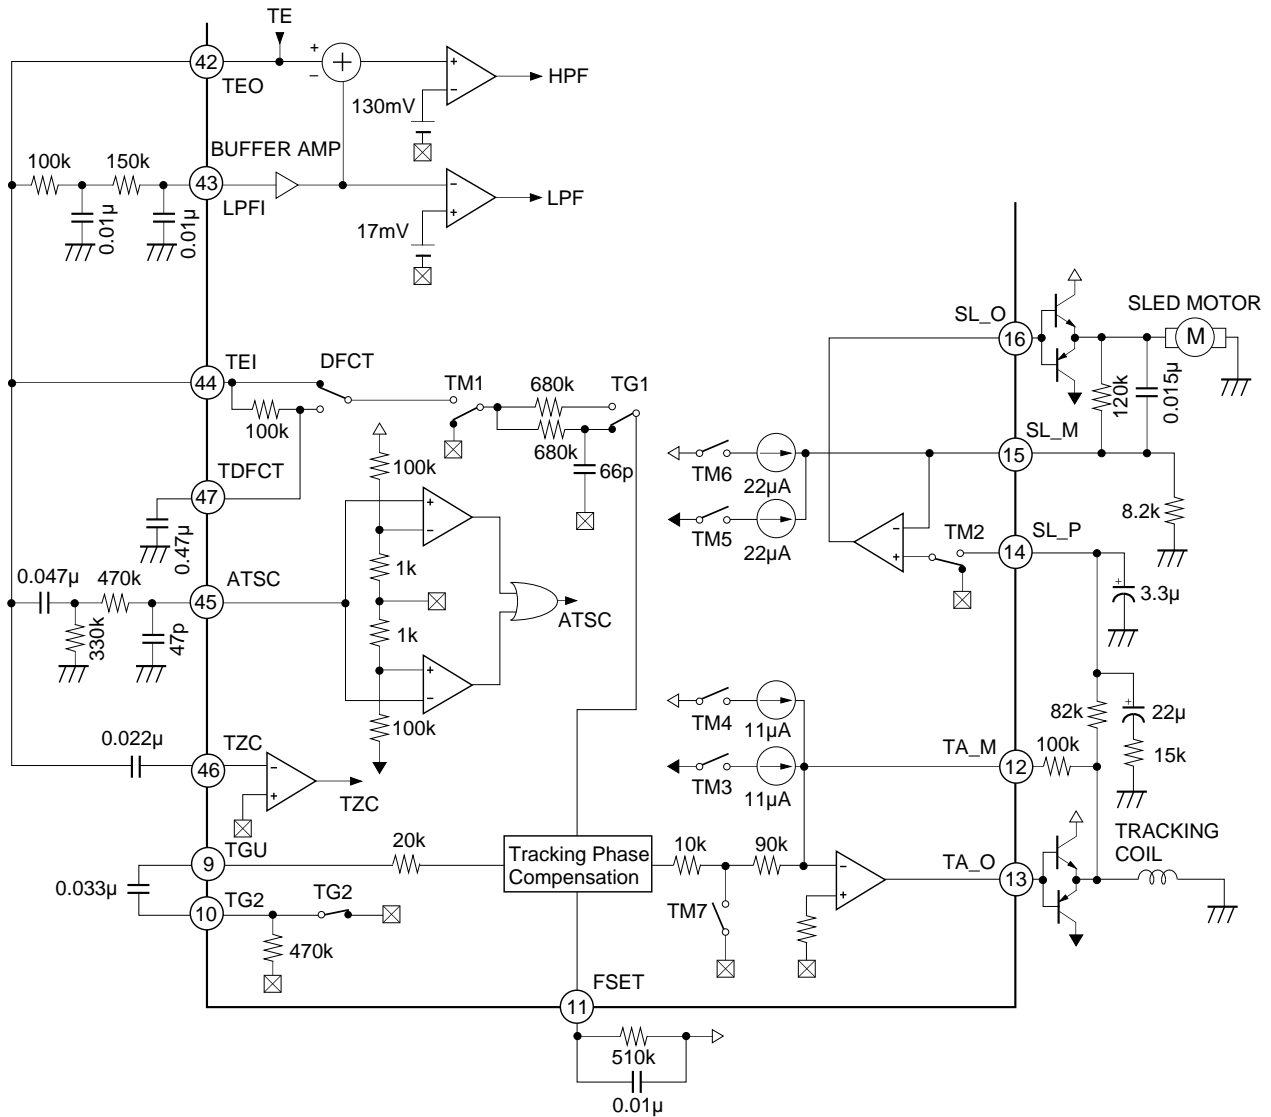 TE
42
TEO
+
−
+
+
−
HPF
130mV
BUFFER AMP
100k
150k
43
LPFI
−
+
LPF
0.01µ
0.01µ
17mV
SL_O
16
SLED MOTOR
M
TEI
44
DFCT
TM1
680k
TG1
100k
680k
120k
0.015µ
TDFCT
47
100k
66p
TM6
22µA
SL_M
15
0.47µ
+
−
TM5
22µA
8.2k
−
+
TM2
SL_P
14
0.047µ
470k
ATSC
45
1k
ATSC
3.3µ
+
330k
47p
1k
+
−
TM4
11µA
82k
+
22µ
0.022µ
100k
TZC
46
−
+
TZC
TM3
11µA
TA_M
12
100k
15k
TGU
9
20k
Tracking Phase
Compensation
10k
90k
−
+
TA_O
13
TRACKING
COIL
0.033µ
TG2
10
TG2
TM7
470k
FSET
11
510k
0.01µ